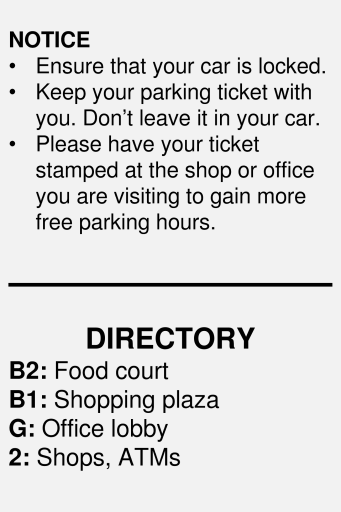 NOTICE
• Ensure that your car is locked.
• Keep your parking ticket with
you. Don’t leave it in your car.
• Please have your ticket
stamped at the shop or office
you are visiting to gain more
free parking hours.
DIRECTORY
B2: Food court
B1: Shopping plaza
G: Office lobby
2: Shops, ATMs